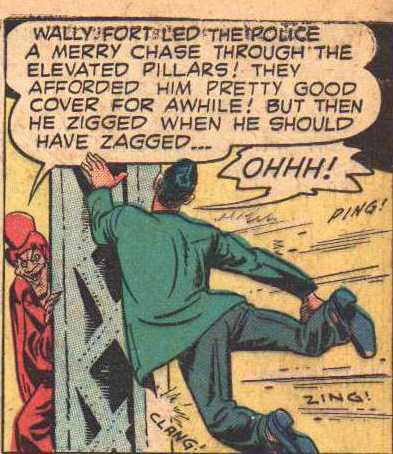 WALLY FORT LED THE POLICE
A MERRY CHASE THROUGH THE
ELEVATED PILLARS! THEY
AFFORDED HIM PRETTY GOOD
COVER FOR AWHILE! BUT THEN
HE ZIGGED WHEN HE SHOULD
HAVE ZAGGED...
OHHH!
PING!
ZING!
CLANG!